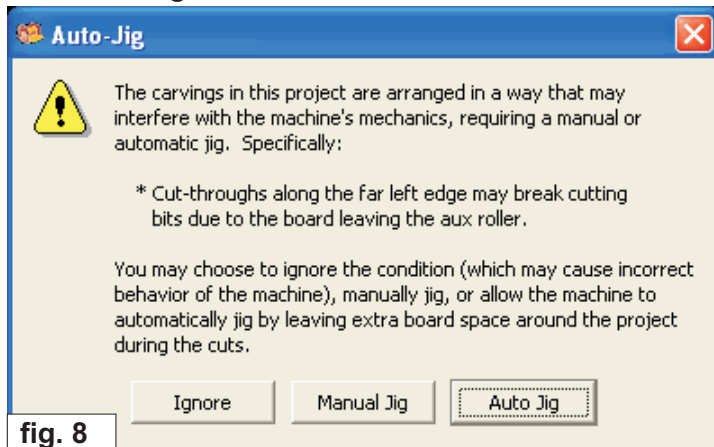 Auto-Jig
The carvings in this project are arranged in a way that may
interfere with the machine's mechanics, requiring a manual or
automatic jig. Specifically:
* Cut-throughs along the far left edge may break cutting
bits due to the board leaving the aux roller.
You may choose to ignore the condition (which may cause incorrect
behavior of the machine), manually jig, or allow the machine to
automatically jig by leaving extra board space around the project
during the cuts.
Ignore Manual Jig Auto Jig
fig. 8